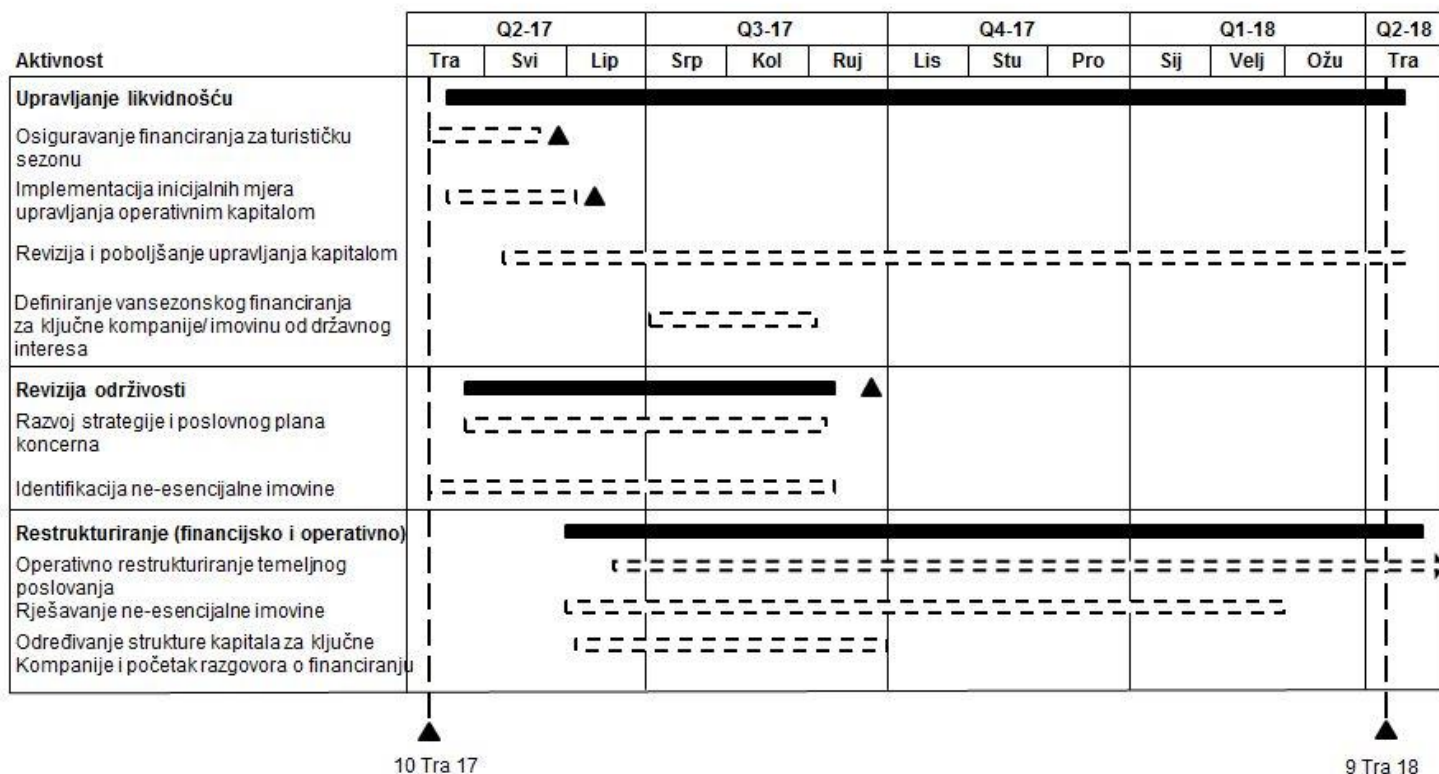 Q2-17 Q3-17 Q4-17 Q1-18 Q2-18
Aktivnost Tra Svi Lip Srp Kol Ruj Lis Stu Pro Sij Velj Ožu Tra
Upravljanje likvidnošću
Osiguravanje financiranja za turističku
sezonu
Implementacija inicijalnih mjera
upravljanja operativnim kapitalom
Revizija i poboljšanje upravljanja kapitalom
Definiranje vansezonskog financiranja
za ključne kompanije/ imovinu od državnog
interesa
Revizija održivosti
Razvoj strategije i poslovnog plana
koncerna
Identifikacija ne-esencijalne imovine
Restrukturiranje (financijsko i operativno)
Operativno restrukturiranje temeljnog
poslovanja
Rješavanje ne-esencijalne imovine
Određivanje strukture kapitala za ključne
Kompanije i početak razgovora o financiranju
10 Tra 17 9 Tra 18